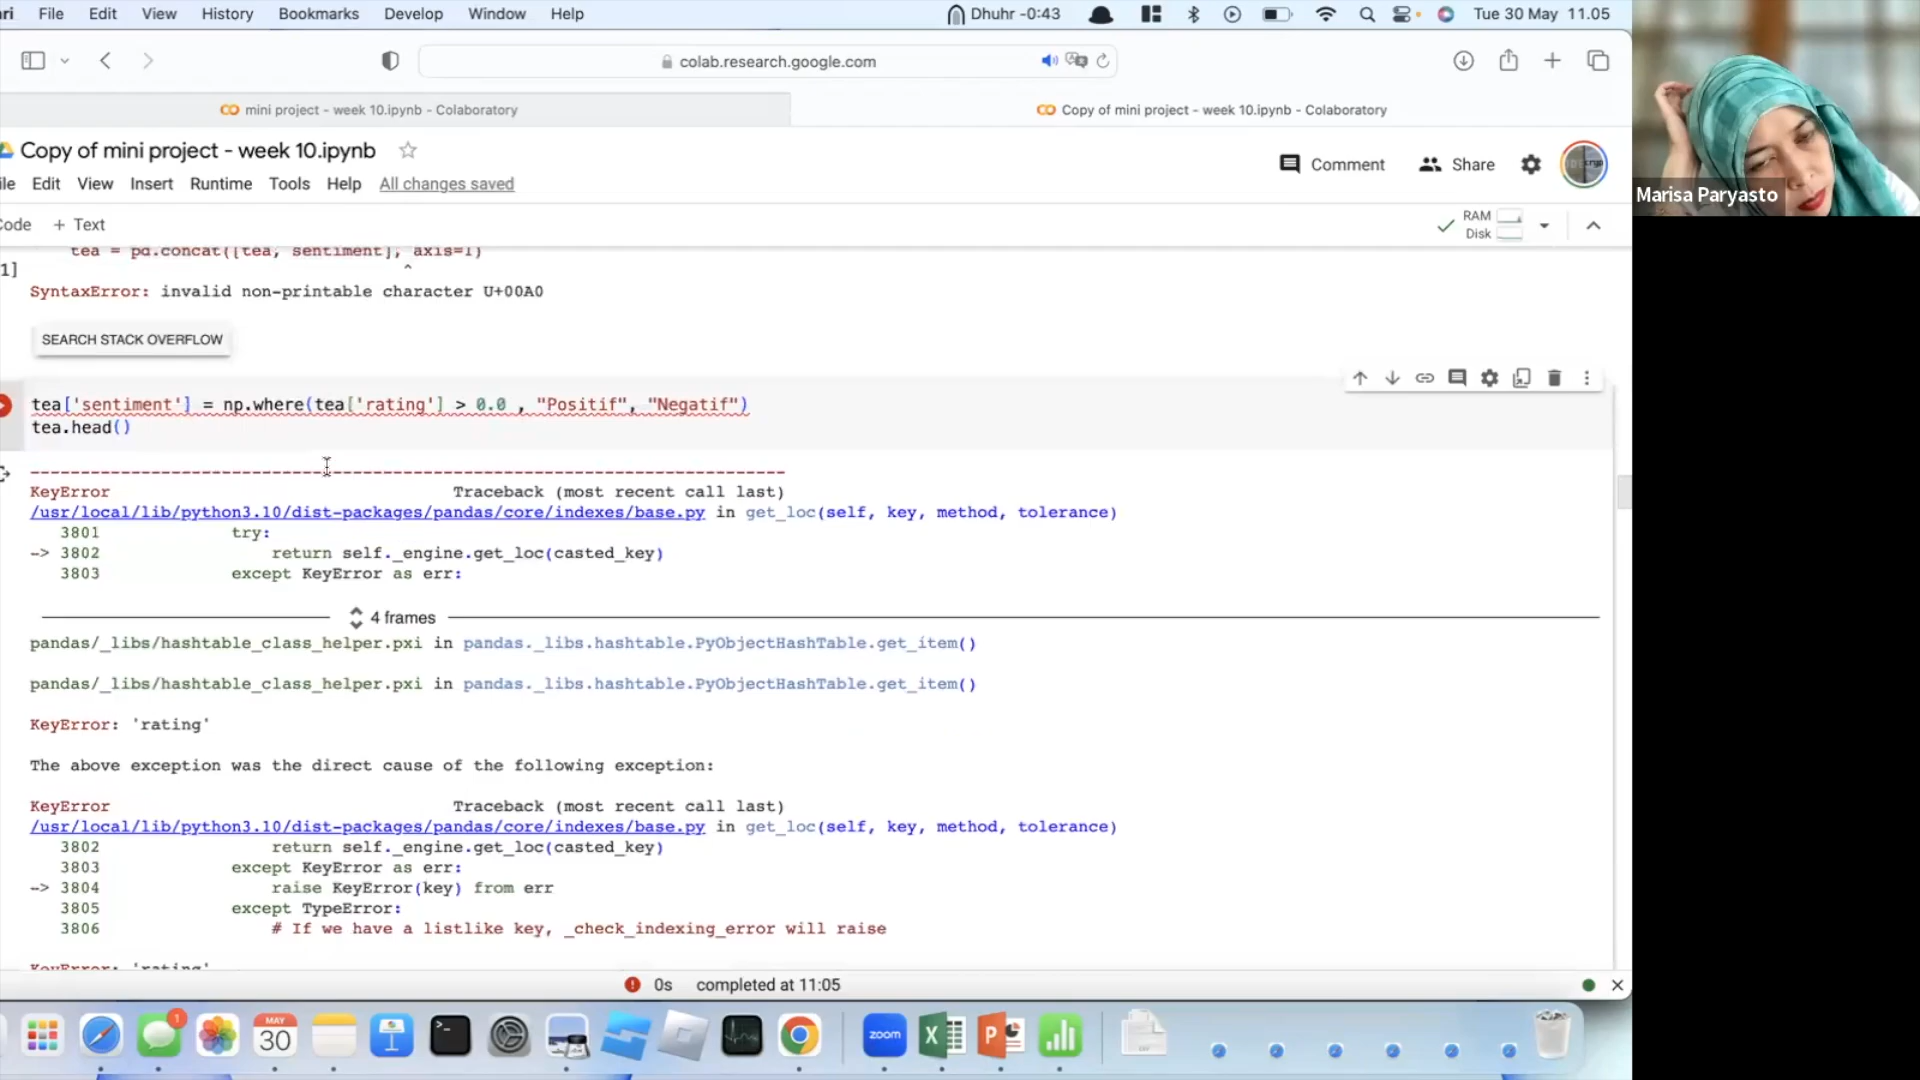 ri File Edit View History Bookmarks Develop Window Help Dhuhr -0:43 Tue 30 May 11.05
colab.research.google.com
mini project - week 10.ipynb - Colaboratory
Copy of mini project - week 10.ipynb - Colaboratory
Copy of mini project - week 10.ipynb
Comment Share
ile Edit View Insert Runtime Tools Help All changes saved
ode + Text
RAM
Disk
tea = pd.concat([tea, sentiment], axis=1)
1]
^
SyntaxError: invalid non-printable character U+00A0
SEARCH STACK OVERFLOW
tea['sentiment'] = np.where(tea['rating'] > 0.0 , "Positif", "Negatif")
tea.head()
---------------------------------------------------------------------------
KeyError Traceback (most recent call last)
/usr/local/lib/python3.10/dist-packages/pandas/core/indexes/base.py in get_loc(self, key, method, tolerance)
3801 try:
-> 3802 return self._engine.get_loc(casted_key)
3803 except KeyError as err:
4 frames
pandas/_libs/hashtable_class_helper.pxi in pandas._libs.hashtable.PyObjectHashTable.get_item()
pandas/_libs/hashtable_class_helper.pxi in pandas._libs.hashtable.PyObjectHashTable.get_item()
KeyError: 'rating'
The above exception was the direct cause of the following exception:
KeyError Traceback (most recent call last)
/usr/local/lib/python3.10/dist-packages/pandas/core/indexes/base.py in get_loc(self, key, method, tolerance)
3802 return self._engine.get_loc(casted_key)
3803 except KeyError as err:
-> 3804 raise KeyError(key) from err
3805 except TypeError:
3806 # If we have a listlike key, _check_indexing_error will raise
KeyError: 'rating'
0s completed at 11:05
1
MAY
30
zoom
X
P
Marisa Paryasto